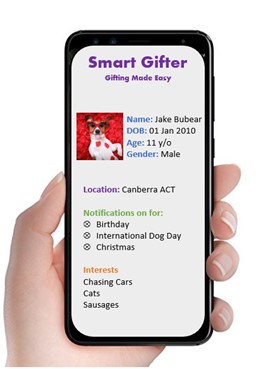 Smart Gifter
Gifting Made Easy
Name: Jake Bubear
DOB: 01 Jan 2010
Age: 11 y/o
Gender: Male
Location: Canberra ACT
Notifications on for:
Birthday
International Dog Day
Christmas
Interests
Chasing Cars
Cats
Sausages